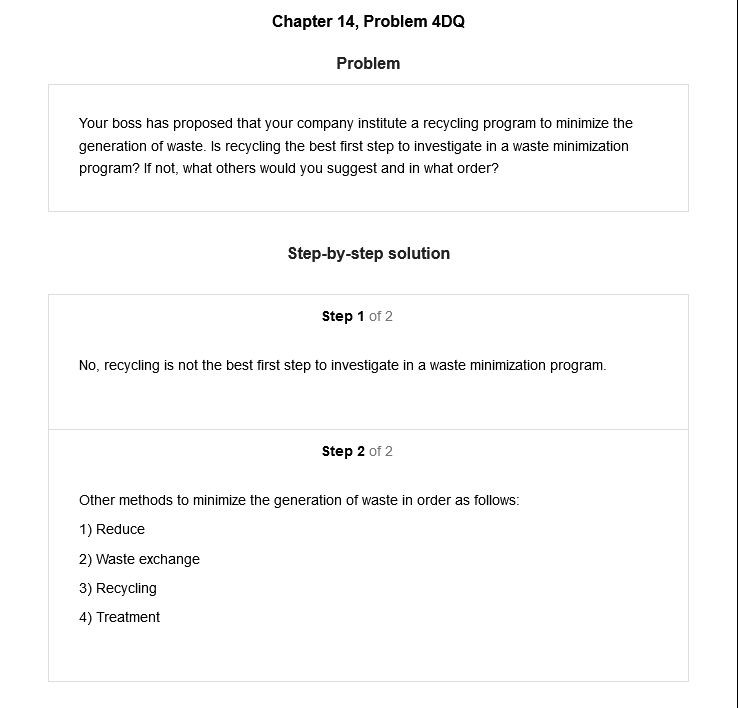 Chapter 14, Problem 4DQ
Problem
Your boss has proposed that your company institute a recycling program to minimize the
generation of waste. Is recycling the best first step to investigate in a waste minimization
program? If not, what others would you suggest and in what order?
Step-by-step solution
Step 1 of 2
No, recycling is not the best first step to investigate in a waste minimization program.
Step 2 of 2
Other methods to minimize the generation of waste in order as follows:
1) Reduce
2) Waste exchange
3) Recycling
4) Treatment